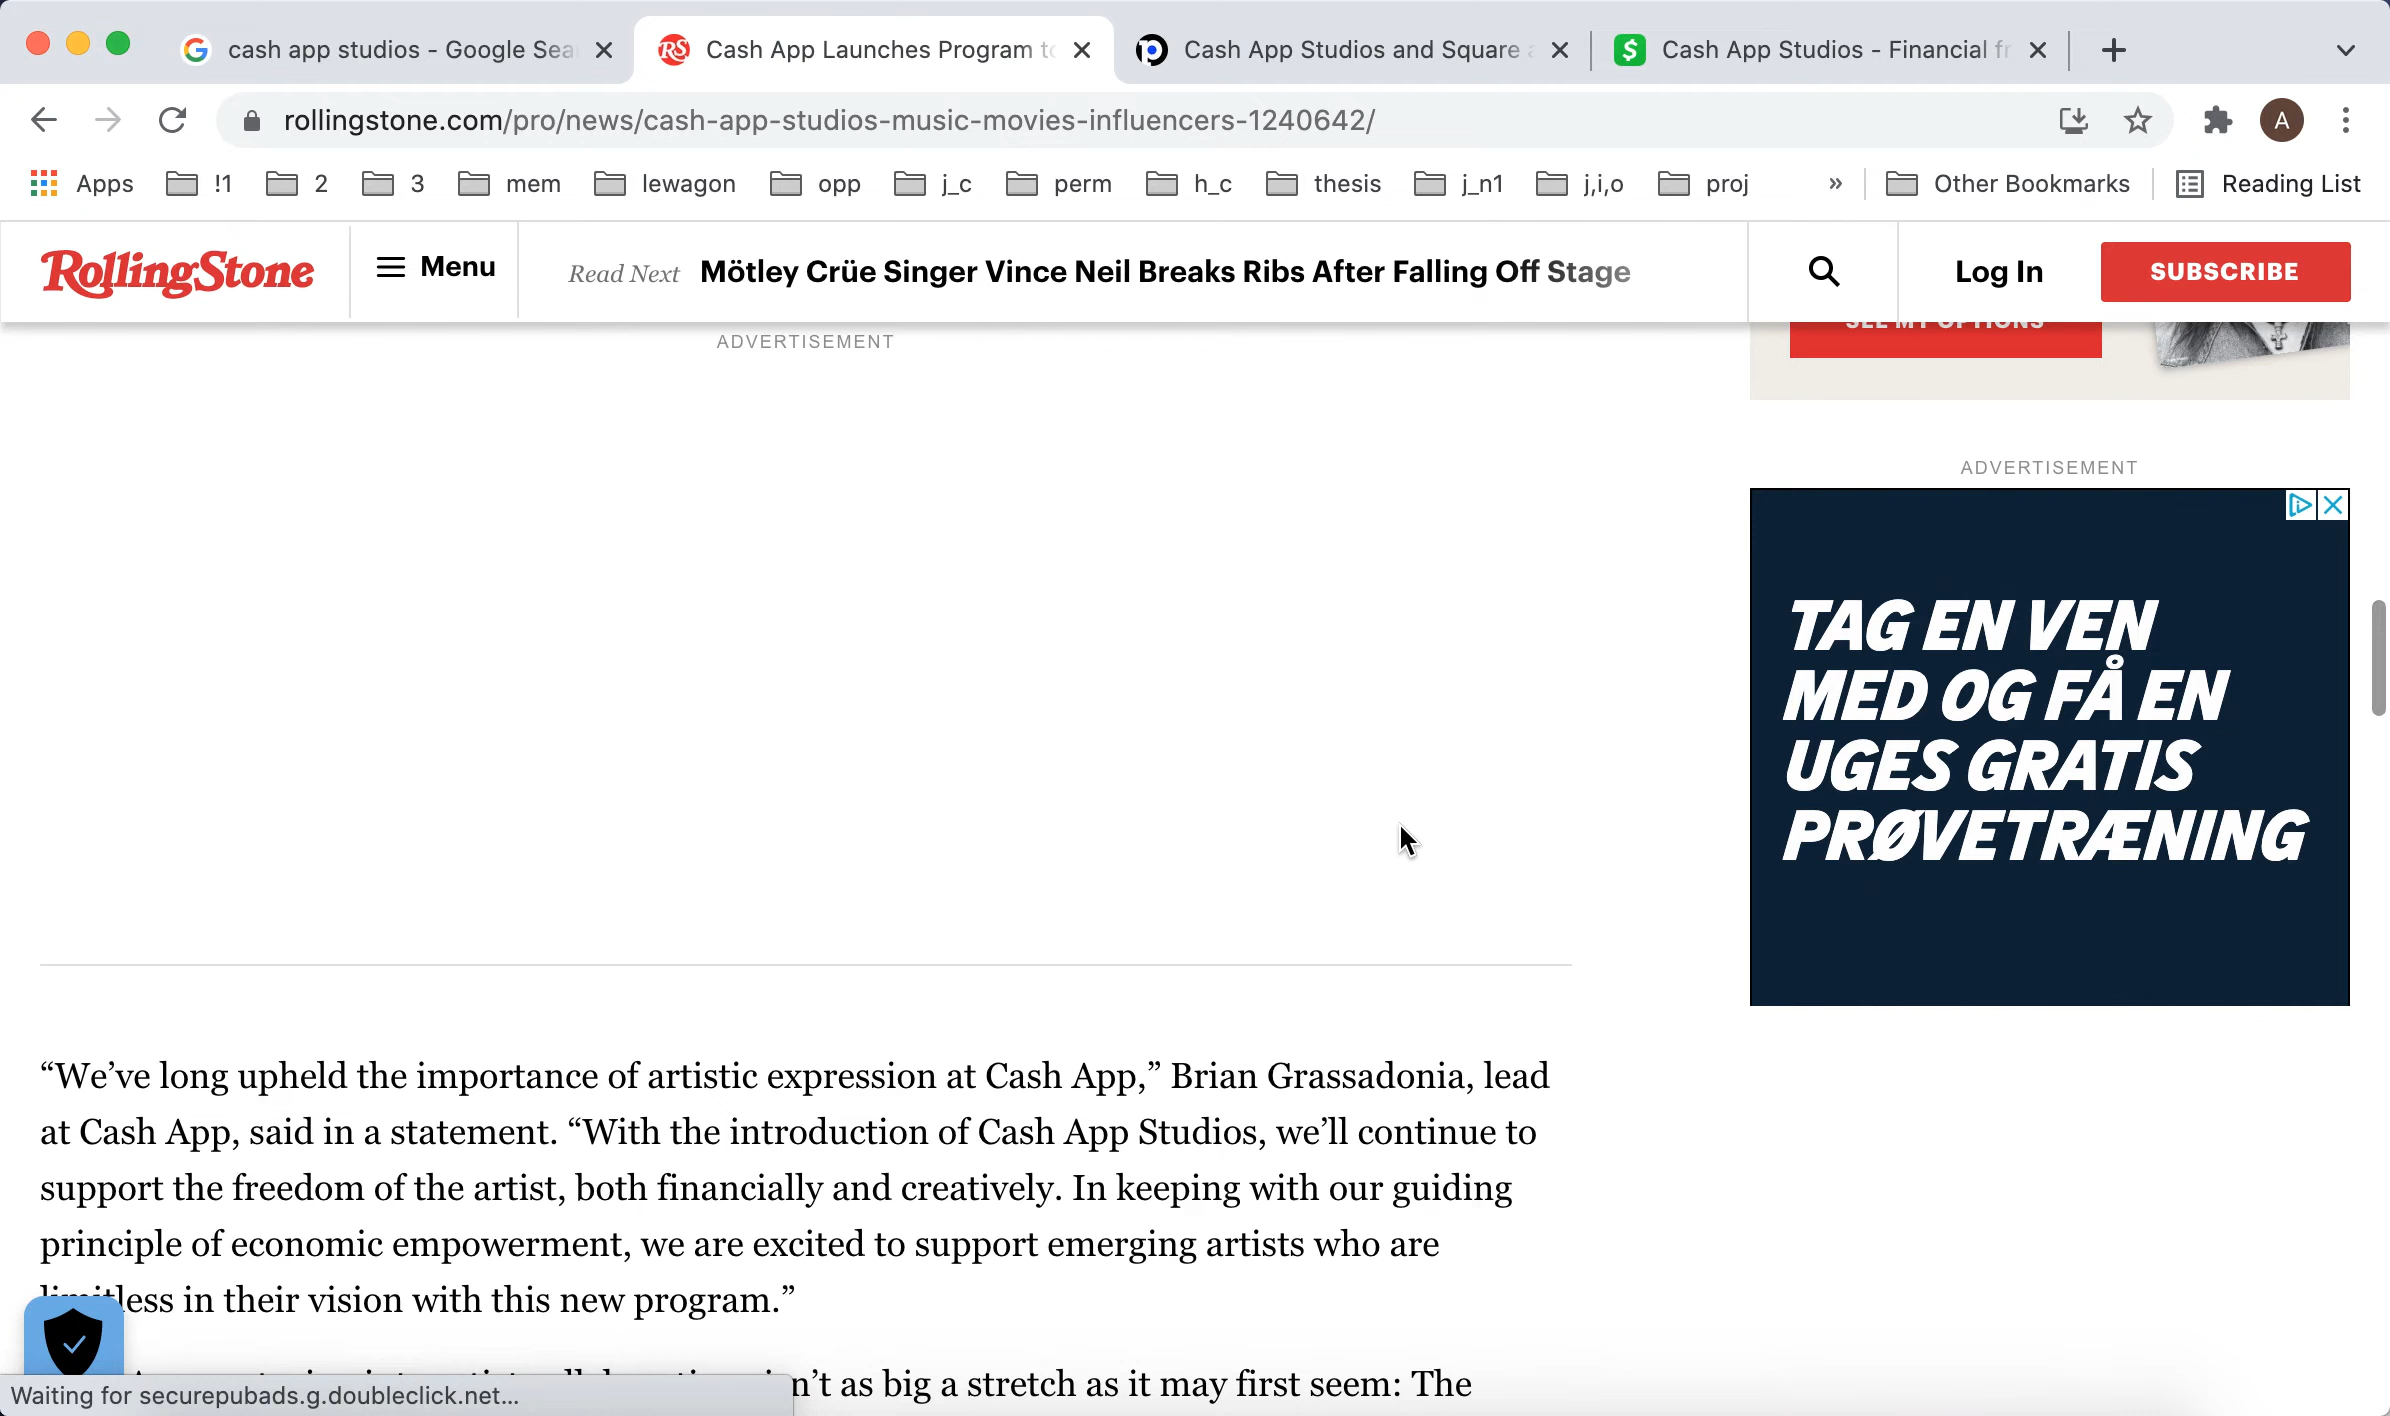 cash app studios - Google Sea
Cash App Launches Program to
Cash App Studios and Square a
Cash App Studios - Financial fr
rollingstone.com/pro/news/cash-app-studios-music-movies-influencers-1240642/
A
Apps
!1
2
3
mem
lewagon
opp
j_c
perm
h_c
thesis
j_n1
j,i,o
proj
»
Other Bookmarks
Reading List
RollingStone
Menu
Read Next Mötley Crüe Singer Vince Neil Breaks Ribs After Falling Off Stage
Log In
SUBSCRIBE
SEE MY OPTIONS
ADVERTISEMENT
ADVERTISEMENT
TAG EN VEN
MED OG FÅ EN
UGES GRATIS
PRØVETRÆNING
“We’ve long upheld the importance of artistic expression at Cash App,” Brian Grassadonia, lead
at Cash App, said in a statement. “With the introduction of Cash App Studios, we’ll continue to
support the freedom of the artist, both financially and creatively. In keeping with our guiding
principle of economic empowerment, we are excited to support emerging artists who are
limitless in their vision with this new program.”
n’t as big a stretch as it may first seem: The
Waiting for securepubads.g.doubleclick.net...